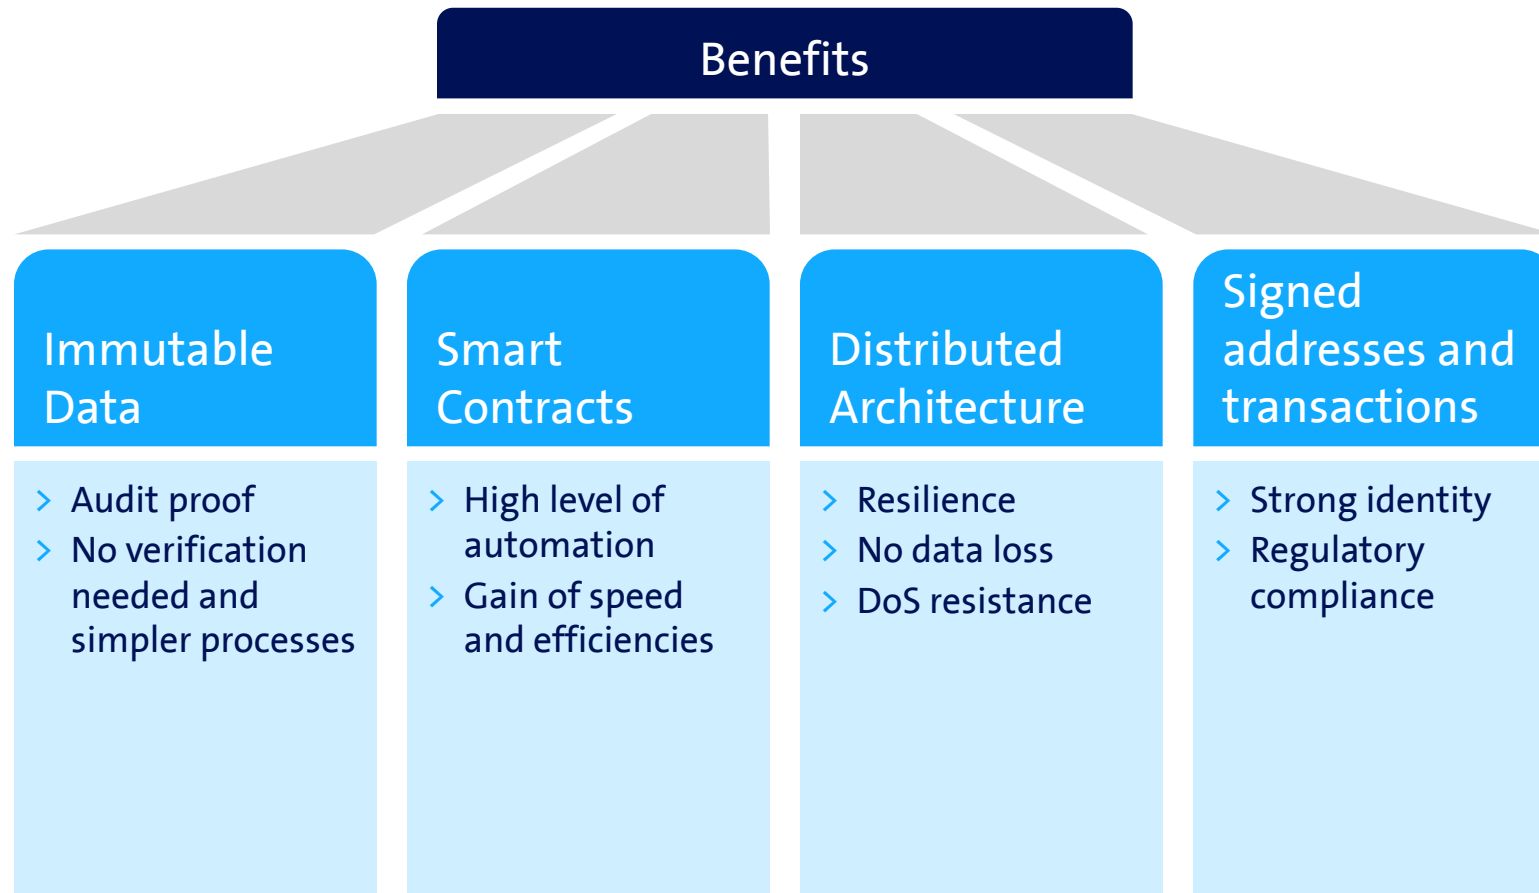 Benefits
Immutable
Data
> Audit proof
> No verification
needed and
simpler processes
Smart
Contracts
> High level of
automation
> Gain of speed
and efficiencies
Distributed
Architecture
> Resilience
> No data loss
> DoS resistance
Signed
addresses and
transactions
> Strong identity
> Regulatory
compliance